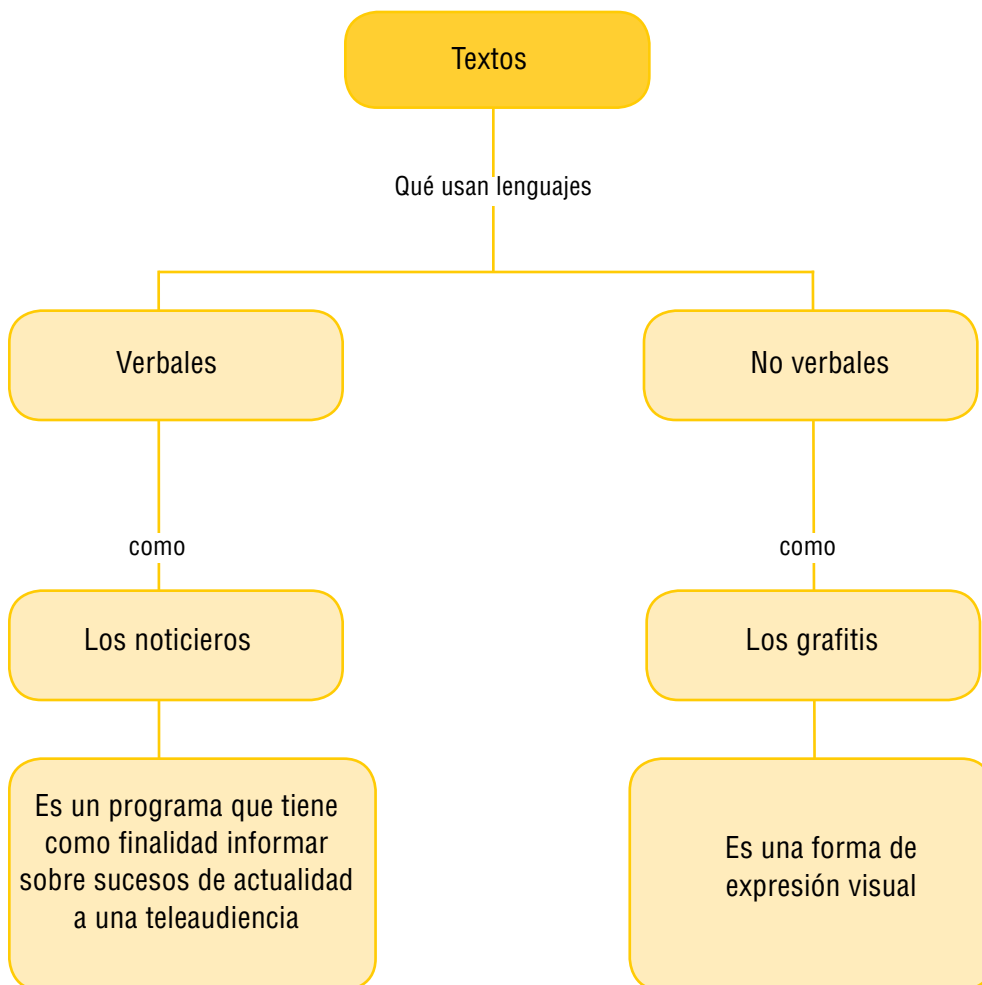 Textos
Qué usan lenguajes
Verbales
No verbales
como
como
Los noticieros
Los grafitis
Es un programa que tiene
como finalidad informar
sobre sucesos de actualidad
a una teleaudiencia
Es una forma de
expresión visual